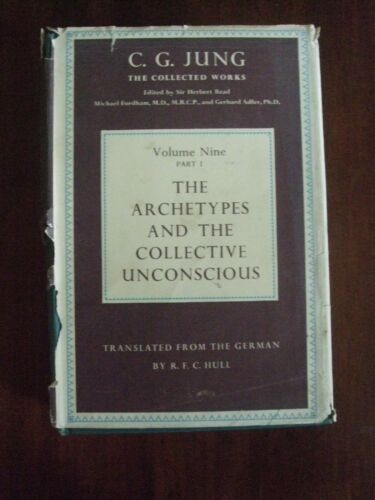 C. G. JUNG
THE COLLECTED WORKS
Edited by Sir Herbert Read
Michael Fordham, M.D., M.R.C.P., and Gerhard Adler, Ph.D.
Volume Nine
PART I
THE
ARCHETYPES
AND THE
COLLECTIVE
UNCONSCIOUS
TRANSLATED FROM THE GERMAN
BY R. F. C. HULL